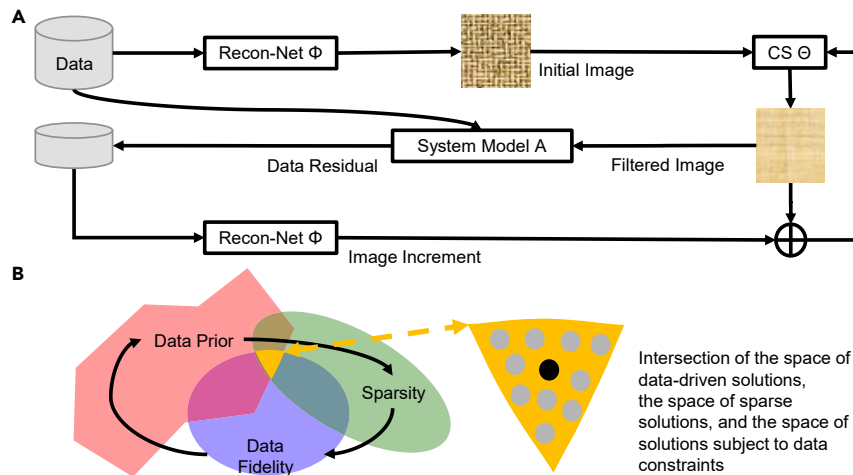 A
Data
Recon-Net Φ
Initial Image
CS Θ
Data Residual
System Model A
Filtered Image
Recon-Net Φ
Image Increment
B
Data Prior
Sparsity
Data
Fidelity
Intersection of the space of
data-driven solutions,
the space of sparse
solutions, and the space of
solutions subject to data
constraints